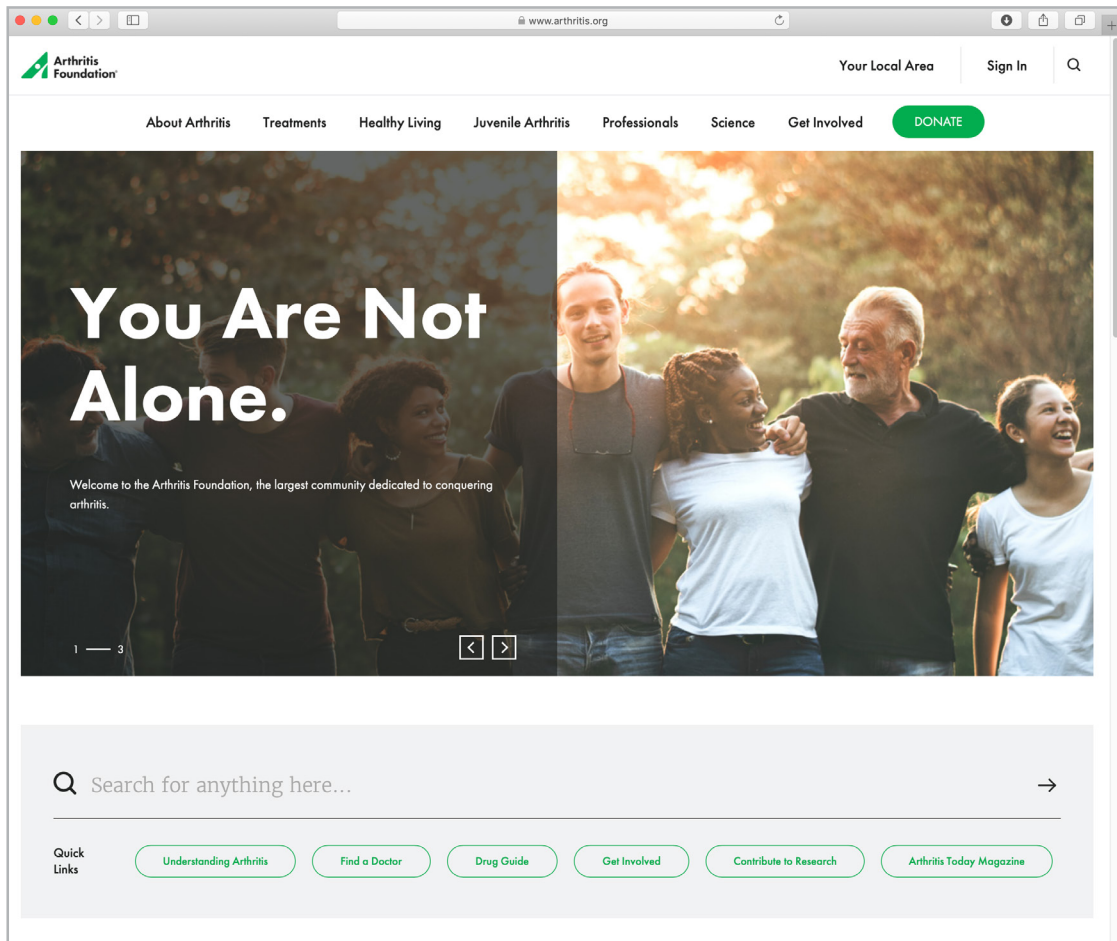 www.arthritis.org
Arthritis
Foundation®
Your Local Area
Sign In
About Arthritis
Treatments
Healthy Living
Juvenile Arthritis
Professionals
Science
Get Involved
DONATE
You Are Not
Alone.
Welcome to the Arthritis Foundation, the largest community dedicated to conquering
arthritis.
1 — 3
Search for anything here...
Quick
Links
Understanding Arthritis
Find a Doctor
Drug Guide
Get Involved
Contribute to Research
Arthritis Today Magazine